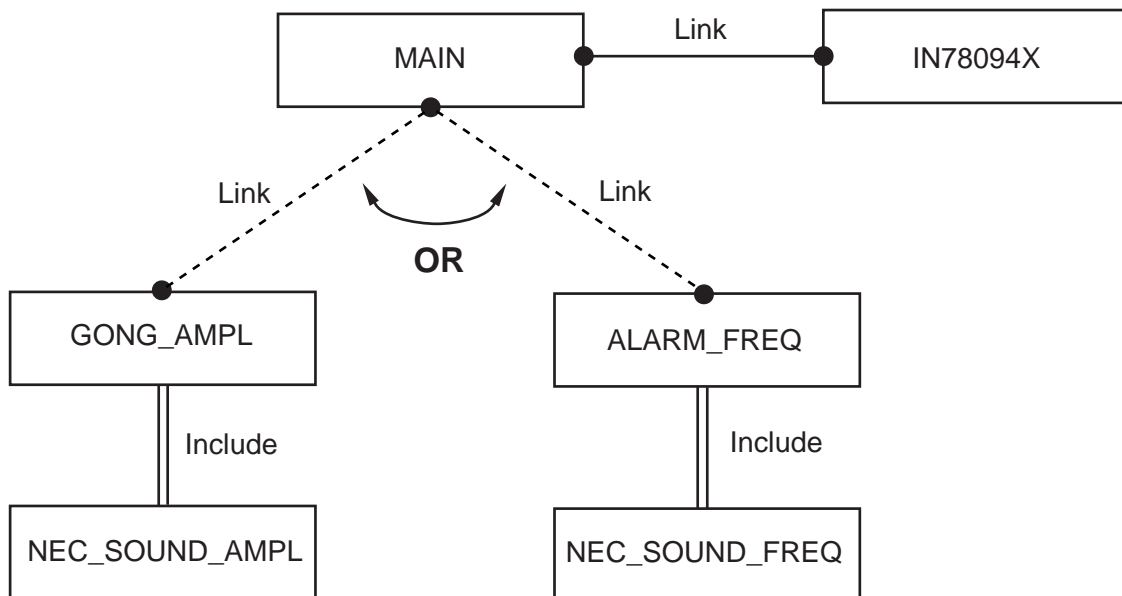 MAIN
Link
IN78094X
Link
Link
OR
GONG_AMPL
ALARM_FREQ
Include
Include
NEC_SOUND_AMPL
NEC_SOUND_FREQ